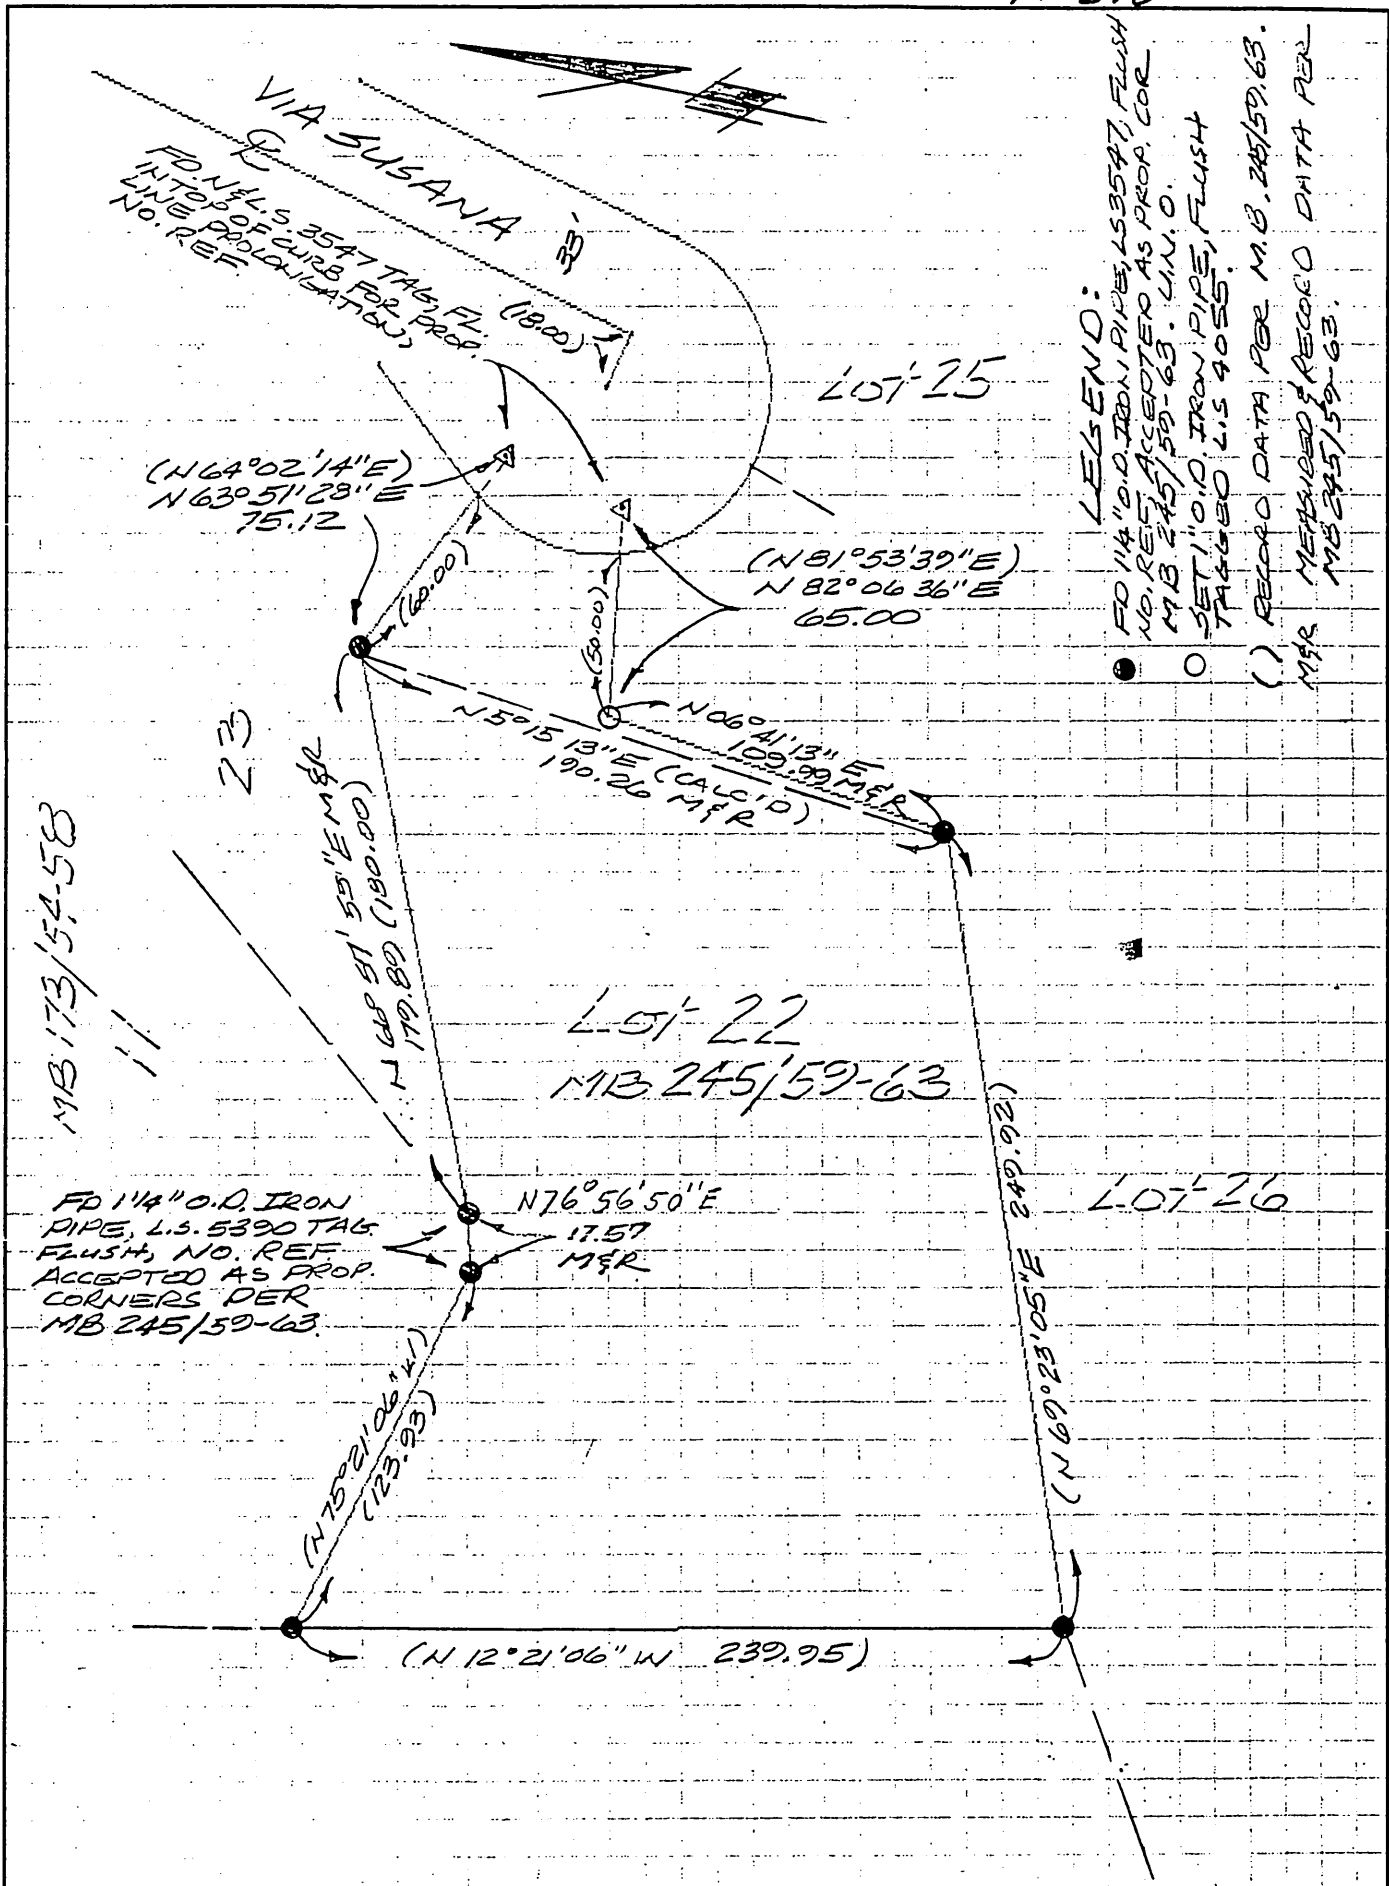 VIA SUSANA
33'
FD. N & L.S. 3547 TAG, FL.
IN TOP OF CURB FOR PROP.
LINE PROLONGATION,
NO. REF.
(18.00)
Lot 25
(N64°02'14"E)
N63°51'28"E
75.12
(60.00)
(N81°53'39"E)
N 82°06'36"E
65.00
(50.00)
N06°41'13"E
109.99 M&R
N5°15'13"E (CALC'D)
190.26 M&R
23
MB 173/54-58
11
179.89 (180.00)
Lot 22
MB 245/59-63
N76°56'50"E
17.57
M&R
FD 1 1/4" O.D. IRON
PIPE, L.S. 5390 TAG
FLUSH, NO. REF
ACCEPTED AS PROP.
CORNERS PER
MB 245/59-63.
(N75°21'06"W)
(123.93)
(N69°23'05"E 249.92)
Lot 26
(N 12°21'06" W 239.95)
LEGEND:
FD 1 1/4" O.D. IRON PIPE, LS3547, FLUSH
NO. REF, ACCEPTED AS PROP. COR
MB 245/59-63. U.N.O.
SET 1" O.D. IRON PIPE, FLUSH
TAGGED L.S 4055.
( ) RECORD DATA PER M.B. 245/59.63.
M&R MEASURED & RECORD DATA PER
MB 245/59-63.